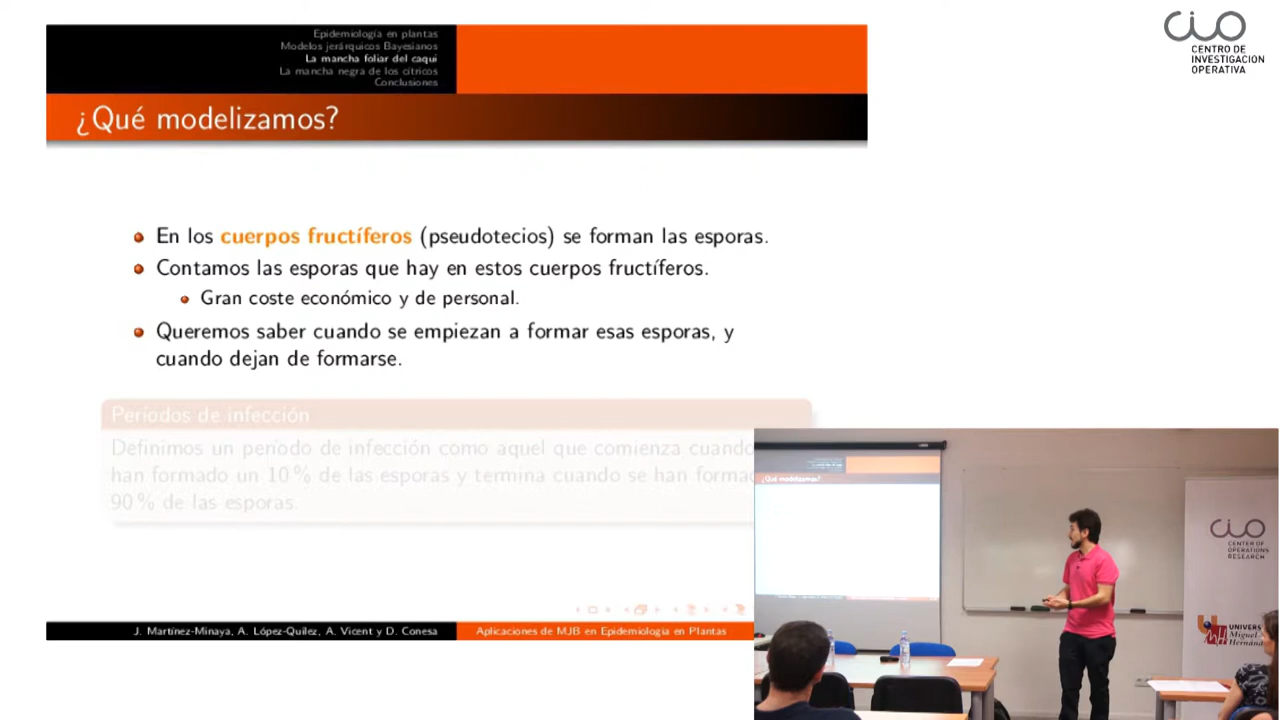 Epidemiología en plantas
Modelos jerárquicos Bayesianos
La mancha foliar del caqui
La mancha negra de los cítricos
Conclusiones
CIO
CENTRO DE
INVESTIGACION
OPERATIVA
¿Qué modelizamos?
En los cuerpos fructíferos (pseudotecios) se forman las esporas.
Contamos las esporas que hay en estos cuerpos fructíferos.
Gran coste económico y de personal.
Queremos saber cuando se empiezan a formar esas esporas, y
cuando dejan de formarse.
Periodos de infección
Definimos un periodo de infección como aquel que comienza cuando
han formado un 10 % de las esporas y termina cuando se han
90 % de las esporas.
J. Martínez-Minaya, A. López-Quílez, A. Vicent y D. Conesa
Aplicaciones de MJB en Epidemiología en Plantas
¿Qué modelizamos?
CIO
CENTER OF
OPERATIONS
RESEARCH
Miguel